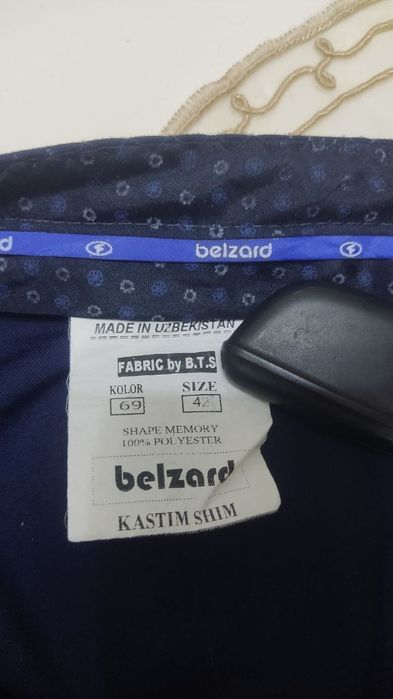 d belzard
MADE IN UZBEKISTAN
FABRIC by B.T.S
KOLOR SIZE
69 42
SHAPE MEMORY
100% POLYESTER
belzard
KASTIM SHIM